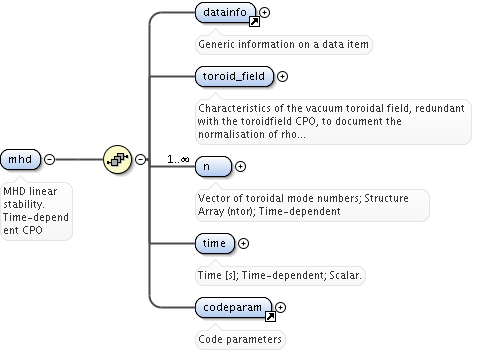 datainfo
Generic information on a data item
toroid_field
Characteristics of the vacuum toroidal field, redundant
with the toroidfield CPO, to document the
normalisation of rho...
mhd
MHD linear
stability.
Time-depend
ent CPO
1..∞
n
Vector of toroidal mode numbers; Structure
Array (ntor); Time-dependent
time
Time [s]; Time-dependent; Scalar.
codeparam
Code parameters